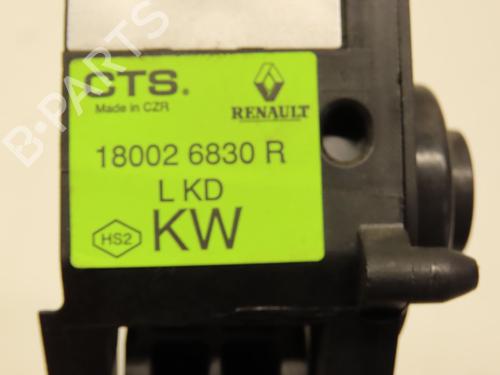 B-PARTS
CTS.
Made in CZR
RENAULT
18002 6830 R
L KD
HS2
KW